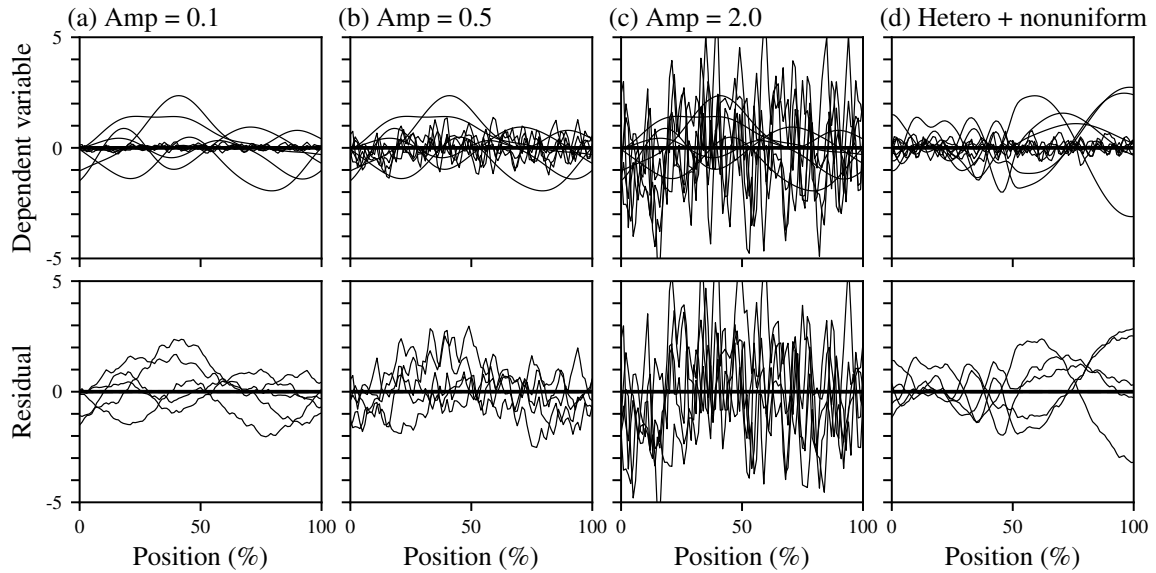 (a) Amp = 0.1 (b) Amp = 0.5 (c) Amp = 2.0 (d) Hetero + nonuniform
5
Dependent variable
0
-5
5
Residual
0
-5
0 50 100 0 50 100 0 50 100 0 50 100
Position (%) Position (%) Position (%) Position (%)